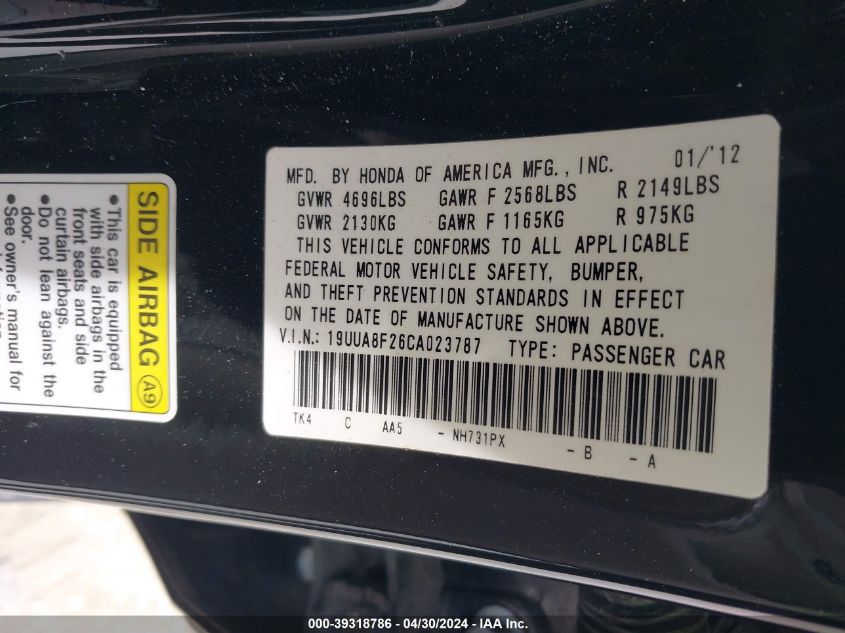 MFD. BY HONDA OF AMERICA MFG., INC. 01/'12
GVWR 4696LBS GAWR F 2568LBS R 2149LBS
GVWR 2130KG GAWR F 1165KG R 975KG
THIS VEHICLE CONFORMS TO ALL APPLICABLE
FEDERAL MOTOR VEHICLE SAFETY, BUMPER,
AND THEFT PREVENTION STANDARDS IN EFFECT
ON THE DATE OF MANUFACTURE SHOWN ABOVE.
V.I.N.: 19UUA8F26CA023787 TYPE: PASSENGER CAR
TK4 C AA5 - NH731PX - B - A
SIDE AIRBAG A9
•This car is equipped
with side airbags in the
front seats and side
curtain airbags.
•Do not lean against the
door.
•See owner's manual for
000-39318786 - 04/30/2024 - IAA Inc.